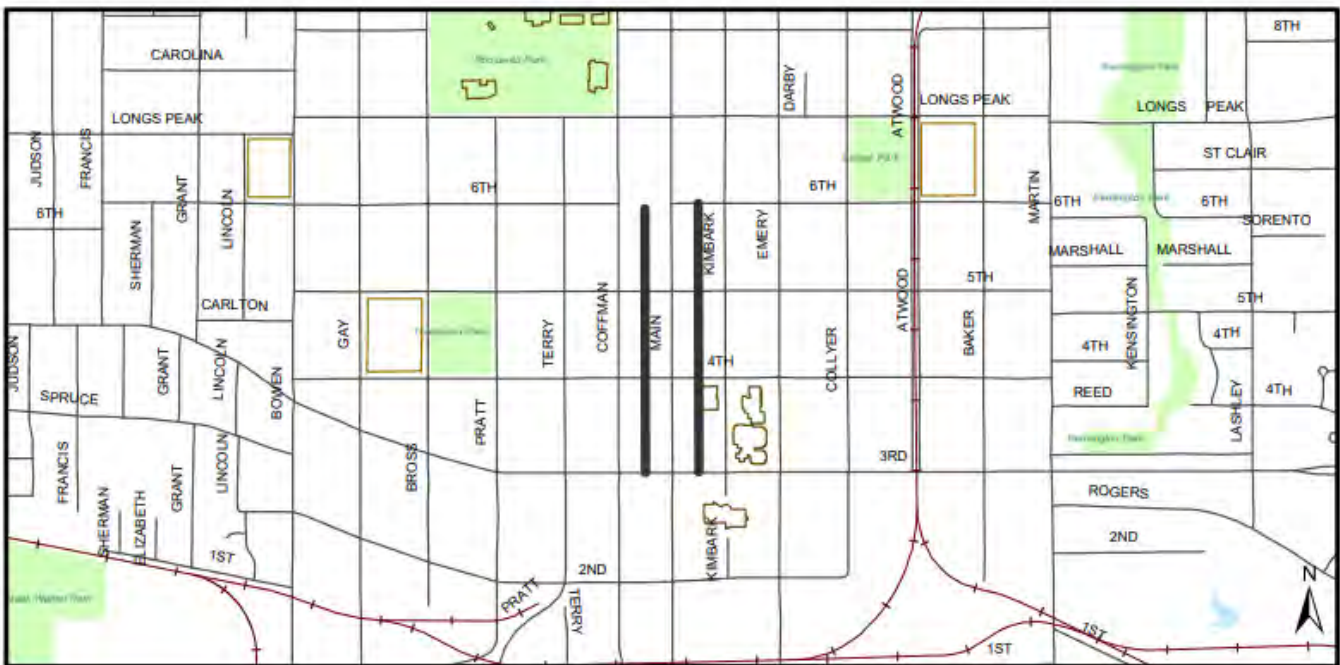 8TH
CAROLINA
DARBY
ATWOOD
LONGS PEAK
LONGS PEAK
LONGS PEAK
JUDSON
FRANCIS
ST CLAIR
GRANT
6TH
6TH
MARTIN
LINCOLN
6TH
6TH
6TH
SORENTO
KIMBARK
EMERY
SHERMAN
MARSHALL
MARSHALL
5TH
5TH
CARLTON
GAY
TERRY
COFFMAN
MAIN
ATWOOD
BAKER
KENSINGTON
4TH
4TH
4TH
COLLYER
JUDSON
GRANT
LINCOLN
BOWEN
SPRUCE
REED
4TH
LASHLEY
PRATT
BROSS
3RD
FRANCIS
GRANT
LINCOLN
ROGERS
SHERMAN
ELIZABETH
1ST
KIMBARK
2ND
2ND
PRATT
TERRY
N
1ST
1ST